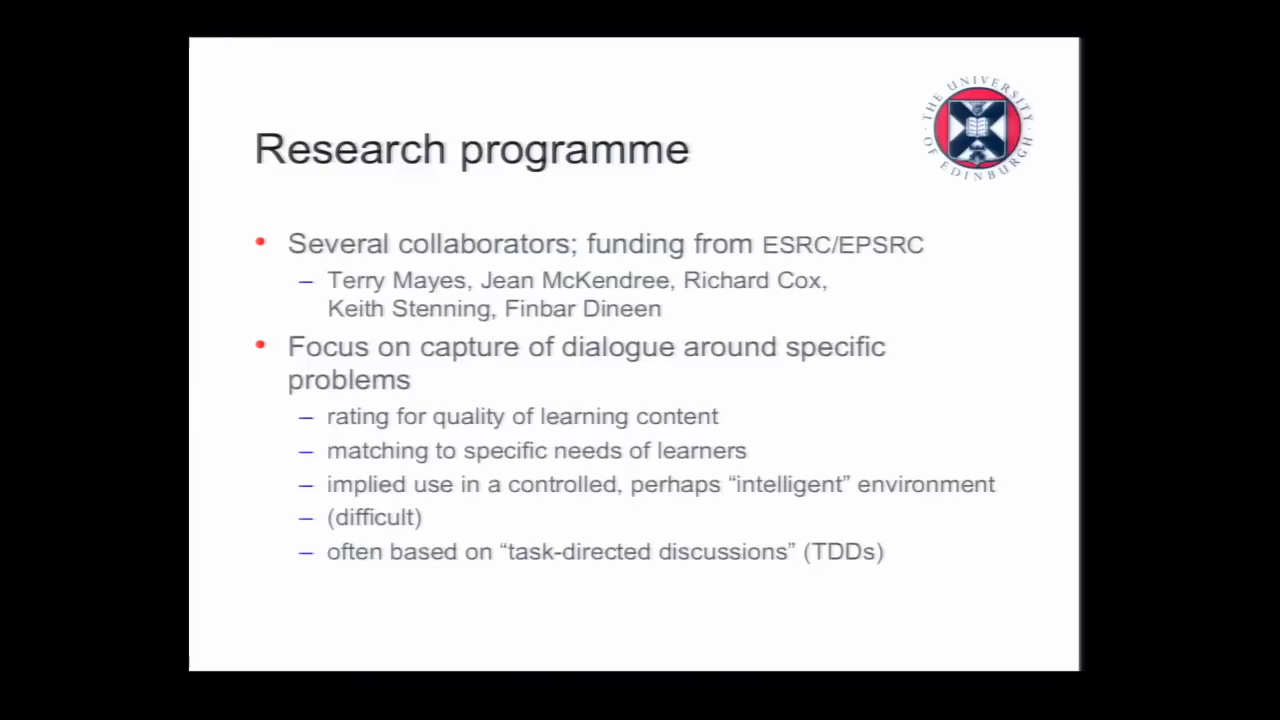 THE UNIVERSITY OF EDINBURGH
Research programme
• Several collaborators; funding from ESRC/EPSRC
– Terry Mayes, Jean McKendree, Richard Cox,
Keith Stenning, Finbar Dineen
• Focus on capture of dialogue around specific
problems
– rating for quality of learning content
– matching to specific needs of learners
– implied use in a controlled, perhaps “intelligent” environment
– (difficult)
– often based on “task-directed discussions” (TDDs)